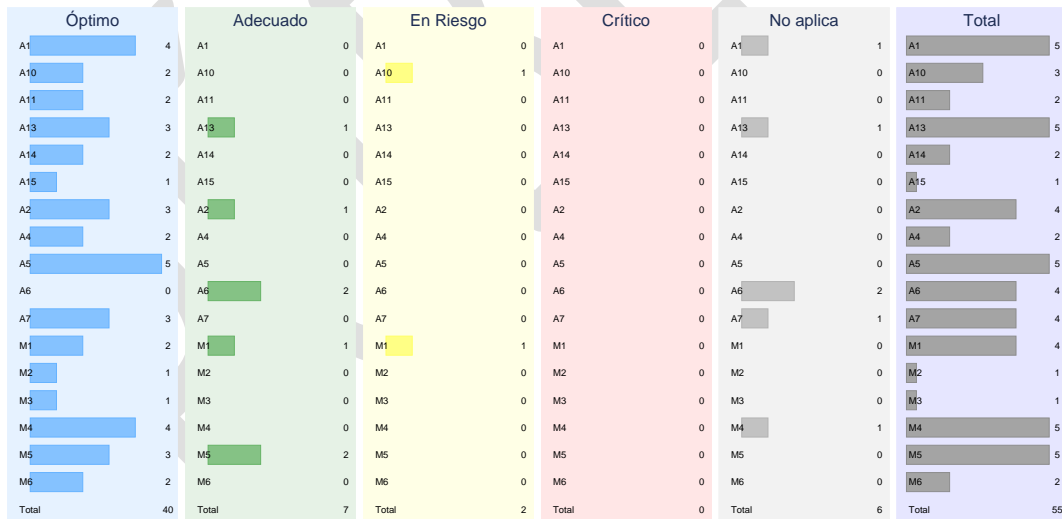 Óptimo Adecuado En Riesgo Crítico No aplica Total
A1 4 A1 0 A1 0 A1 0 A1 1 A1 5
A10 2 A10 0 A10 1 A10 0 A10 0 A10 3
A11 2 A11 0 A11 0 A11 0 A11 0 A11 2
A13 3 A13 1 A13 0 A13 0 A13 1 A13 5
A14 2 A14 0 A14 0 A14 0 A14 0 A14 2
A15 1 A15 0 A15 0 A15 0 A15 0 A15 1
A2 3 A2 1 A2 0 A2 0 A2 0 A2 4
A4 2 A4 0 A4 0 A4 0 A4 0 A4 2
A5 5 A5 0 A5 0 A5 0 A5 0 A5 5
A6 0 A6 2 A6 0 A6 0 A6 2 A6 4
A7 3 A7 0 A7 0 A7 0 A7 1 A7 4
M1 2 M1 1 M1 1 M1 0 M1 0 M1 4
M2 1 M2 0 M2 0 M2 0 M2 0 M2 1
M3 1 M3 0 M3 0 M3 0 M3 0 M3 1
M4 4 M4 0 M4 0 M4 0 M4 1 M4 5
M5 3 M5 2 M5 0 M5 0 M5 0 M5 5
M6 2 M6 0 M6 0 M6 0 M6 0 M6 2
Total 40 Total 7 Total 2 Total 0 Total 6 Total